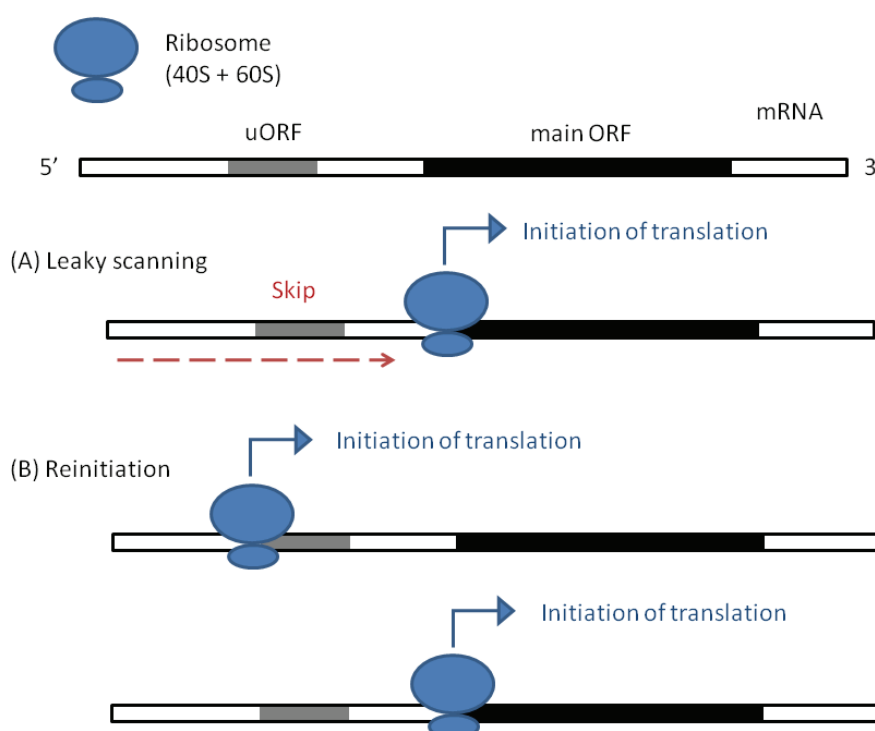 Ribosome
(40S + 60S)
uORF
main ORF
mRNA
5’
3
(A) Leaky scanning
Skip
Initiation of translation
(B) Reinitiation
Initiation of translation
Initiation of translation